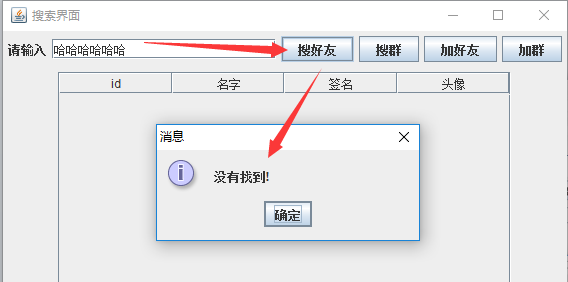 搜索界面
请输入 哈哈哈哈哈哈 搜好友 搜群 加好友 加群
id 名字 签名 头像
消息
没有找到!
确定